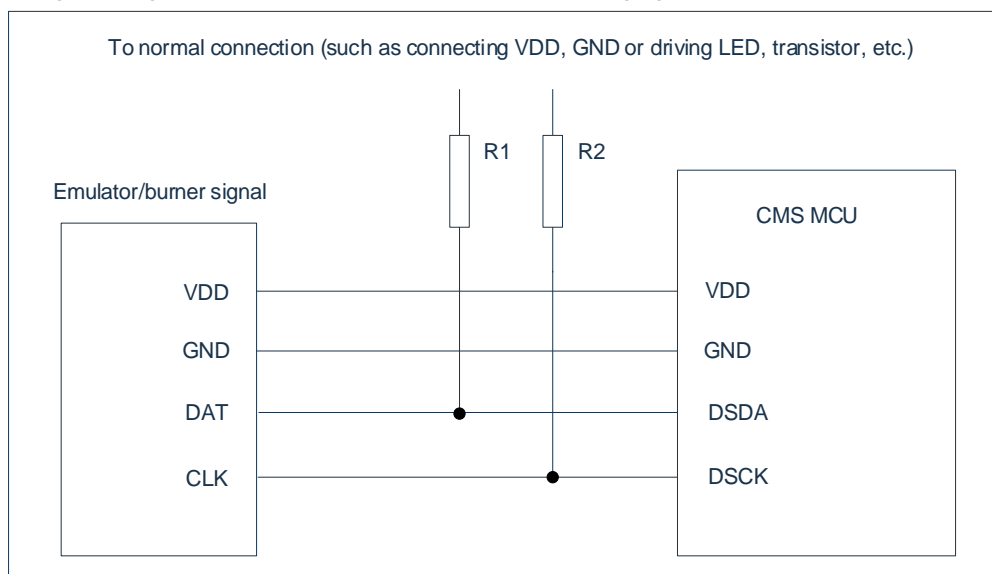 To normal connection (such as connecting VDD, GND or driving LED, transistor, etc.)
R1
R2
Emulator/burner signal
CMS MCU
VDD
VDD
GND
GND
DAT
DSDA
CLK
DSCK